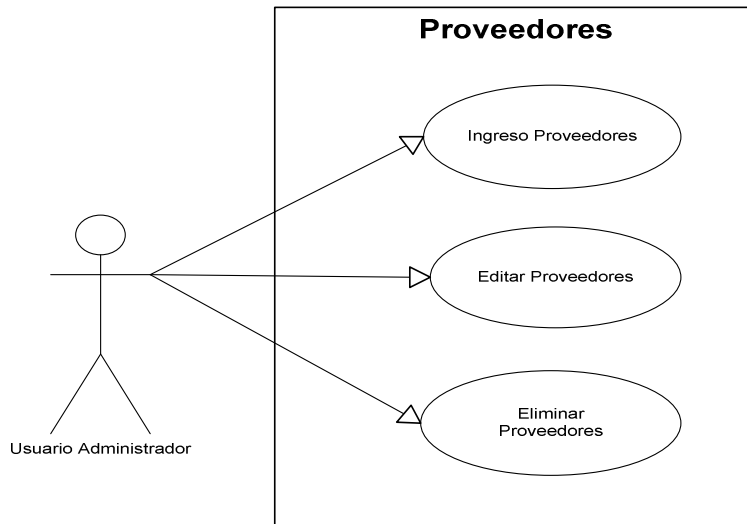 Proveedores
Ingreso Proveedores
Editar Proveedores
Eliminar
Proveedores
Usuario Administrador